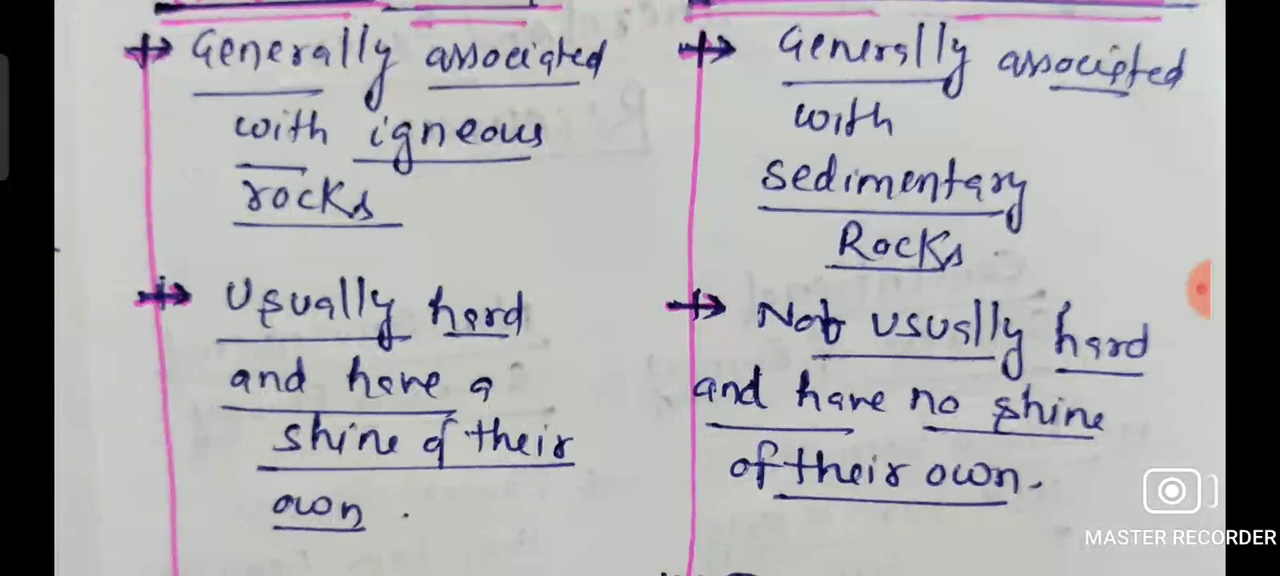 Generally associated
with igneous
rocks
Usually hard
and have a
shine of their
own.
Generally associated
with
Sedimentary
Rocks
Not usually hard
and have no shine
of their own.
MASTER RECORDER